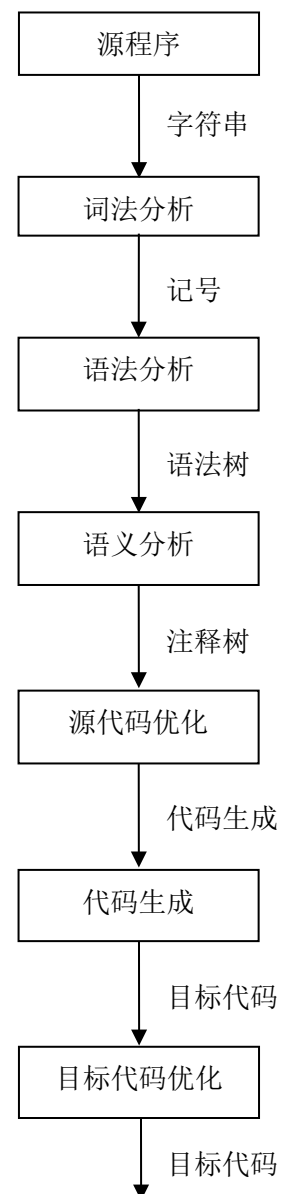 源程序
字符串
词法分析
记号
语法分析
语法树
语义分析
注释树
源代码优化
代码生成
代码生成
目标代码
目标代码优化
目标代码